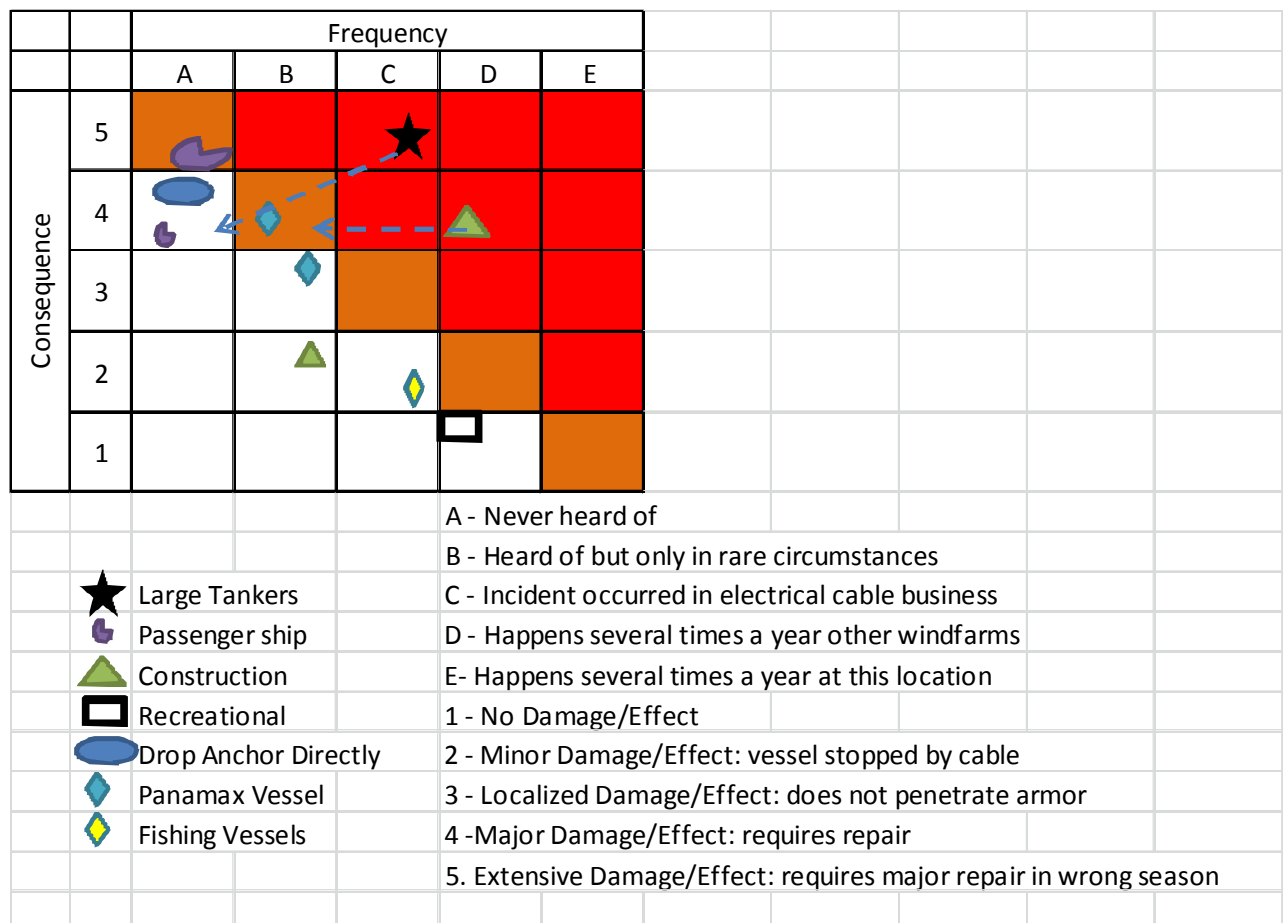 Frequency
A B C D E
Consequence
5
4
3
2
1
A - Never heard of
B - Heard of but only in rare circumstances
Large Tankers C - Incident occurred in electrical cable business
Passenger ship D - Happens several times a year other windfarms
Construction E- Happens several times a year at this location
Recreational 1 - No Damage/Effect
Drop Anchor Directly 2 - Minor Damage/Effect: vessel stopped by cable
Panamax Vessel 3 - Localized Damage/Effect: does not penetrate armor
Fishing Vessels 4 -Major Damage/Effect: requires repair
5. Extensive Damage/Effect: requires major repair in wrong season